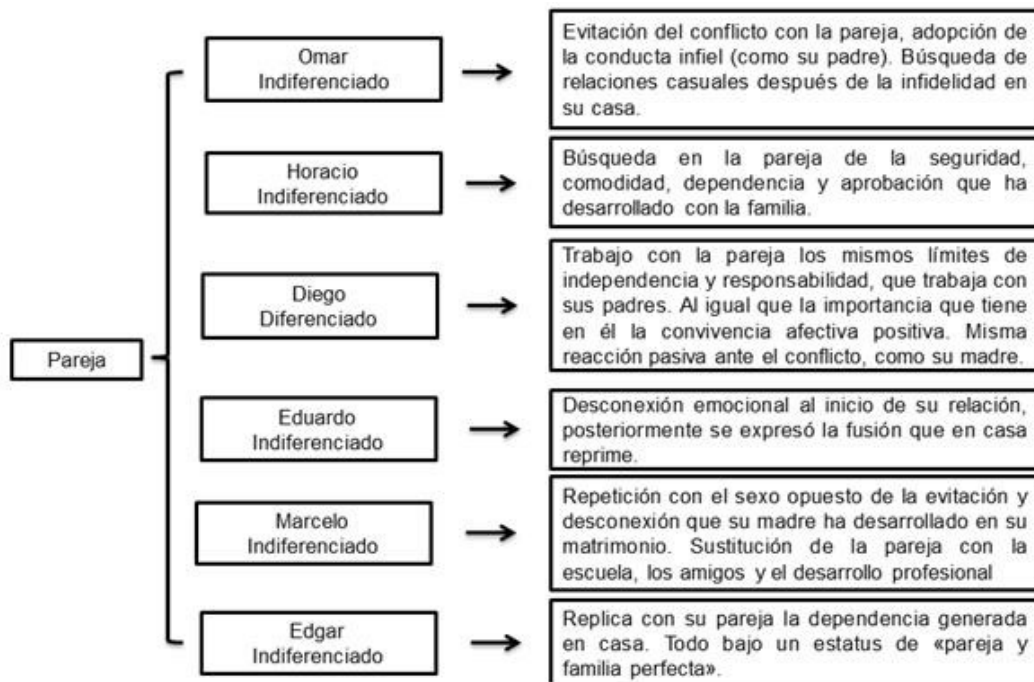 Omar
Indiferenciado
Evitación del conflicto con la pareja, adopción de
la conducta infiel (como su padre). Búsqueda de
relaciones casuales después de la infidelidad en
su casa.
Horacio
Indiferenciado
Búsqueda en la pareja de la seguridad,
comodidad, dependencia y aprobación que ha
desarrollado con la familia.
Diego
Diferenciado
Trabajo con la pareja los mismos límites de
independencia y responsabilidad, que trabaja con
sus padres. Al igual que la importancia que tiene
en él la convivencia afectiva positiva. Misma
reacción pasiva ante el conflicto, como su madre.
Pareja
Eduardo
Indiferenciado
Desconexión emocional al inicio de su relación,
posteriormente se expresó la fusión que en casa
reprime.
Marcelo
Indiferenciado
Repetición con el sexo opuesto de la evitación y
desconexión que su madre ha desarrollado en su
matrimonio. Sustitución de la pareja con la
escuela, los amigos y el desarrollo profesional
Edgar
Indiferenciado
Replica con su pareja la dependencia generada
en casa. Todo bajo un estatus de «pareja y
familia perfecta».